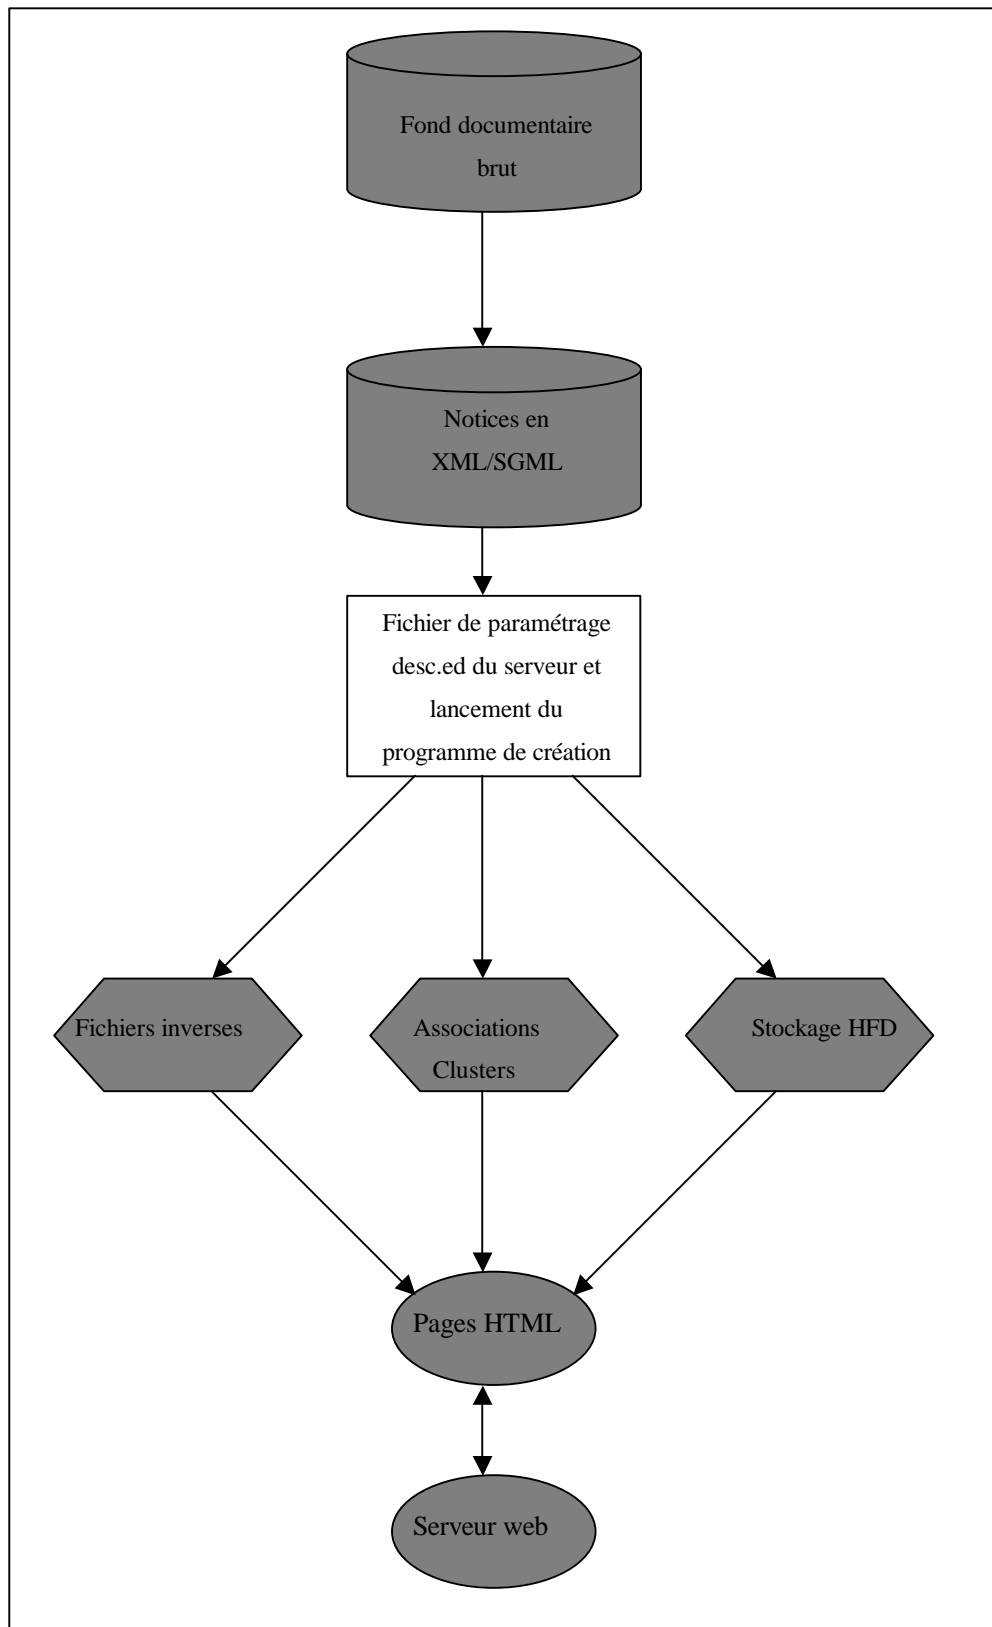 Fond documentaire
brut
Notices en
XML/SGML
Fichier de paramétrage
desc.ed du serveur et
lancement du
programme de création
Fichiers inverses
Associations
Clusters
Stockage HFD
Pages HTML
Serveur web